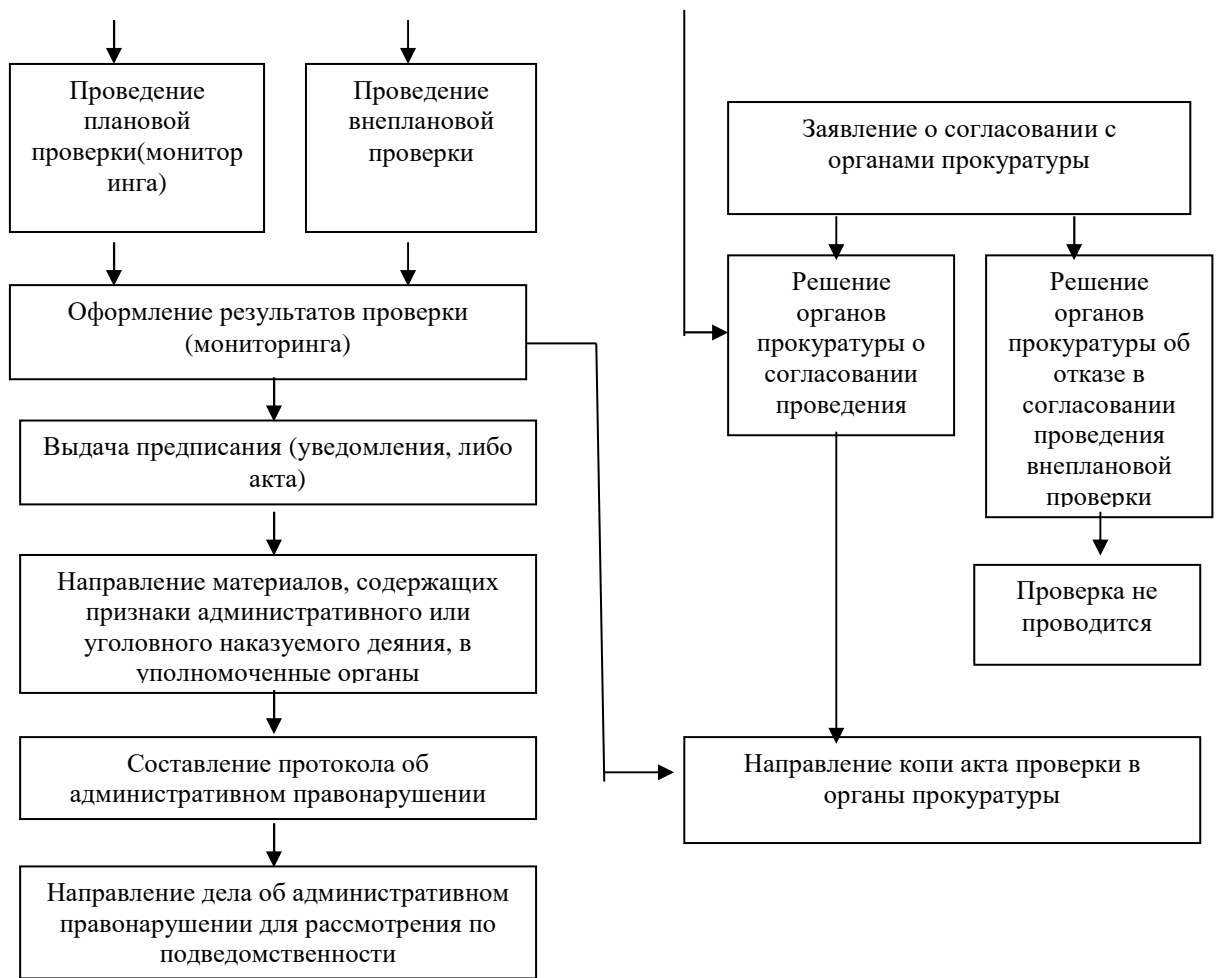 Проведение
плановой
проверки(монитор
инга)
Проведение
внеплановой
проверки
Заявление о согласовании с
органами прокуратуры
Оформление результатов проверки
(мониторинга)
Решение
органов
прокуратуры о
согласовании
проведения
Решение
органов
прокуратуры об
отказе в
согласовании
проведения
внеплановой
проверки
Выдача предписания (уведомления, либо
акта)
Направление материалов, содержащих
признаки административного или
уголовного наказуемого деяния, в
уполномоченные органы
Проверка не
проводится
Составление протокола об
административном правонарушении
Направление копи акта проверки в
органы прокуратуры
Направление дела об административном
правонарушении для рассмотрения по
подведомственности